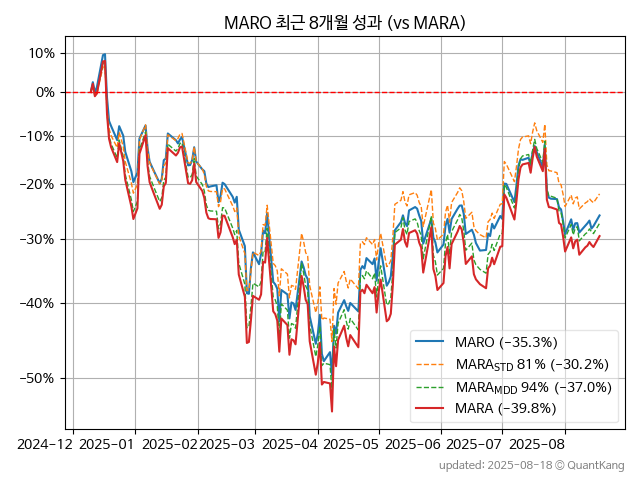 MARO 최근 8개월 성과 (vs MARA)
10%
0%
−10%
−20%
−30%
−40%
−50%
MARO (−35.3%)
MARA_STD 81% (−30.2%)
MARA_MDD 94% (−37.0%)
MARA (−39.8%)
2024−12 2025−01 2025−02 2025−03 2025−04 2025−05 2025−06 2025−07 2025−08
updated: 2025-08-18 © QuantKang